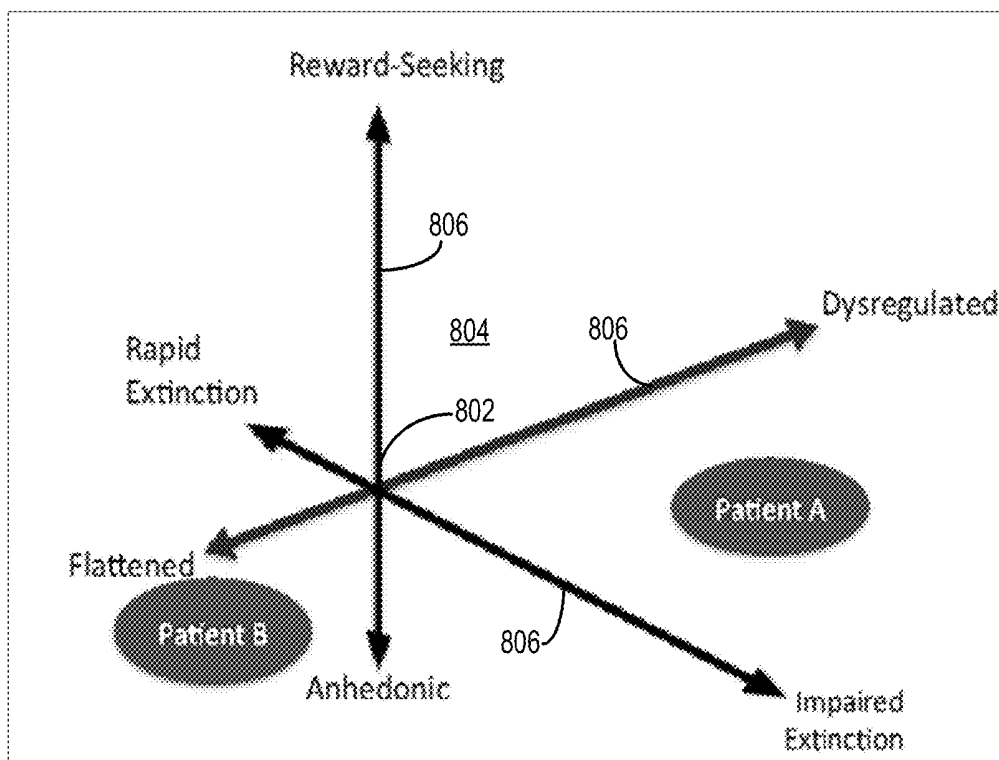 Reward-Seeking
806
Dysregulated
806
804
Rapid
Extinction
802
Patient A
Flattened
Patient B
806
Anhedonic
Impaired
Extinction